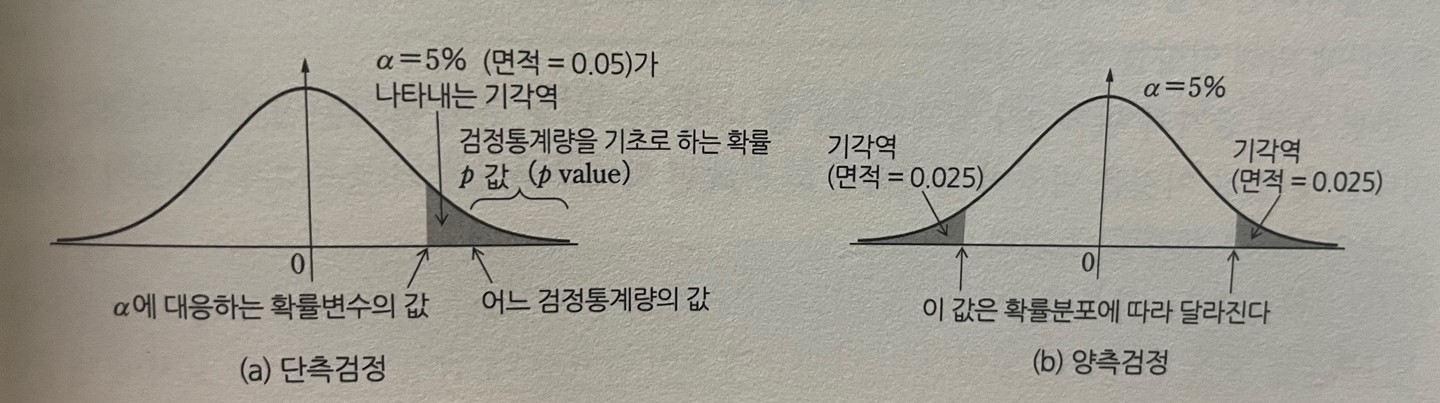 α=5% (면적 = 0.05)가
나타내는 기각역
검정통계량을 기초로 하는 확률
p 값 (p value)
0
α에 대응하는 확률변수의 값
어느 검정통계량의 값
(a) 단측검정
α=5%
기각역
(면적 = 0.025)
기각역
(면적 = 0.025)
0
이 값은 확률분포에 따라 달라진다
(b) 양측검정